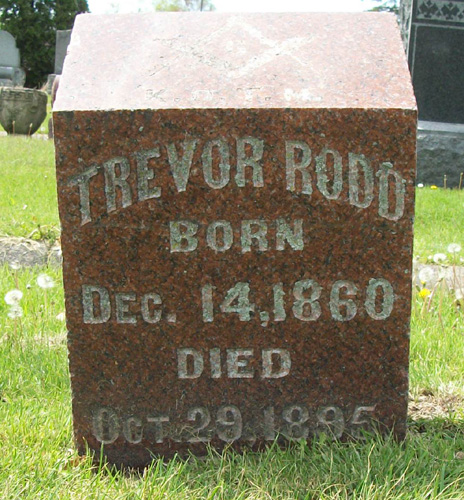 TREVOR RODD
BORN
DEC. 14, 1860
DIED
OCT. 29. 1895